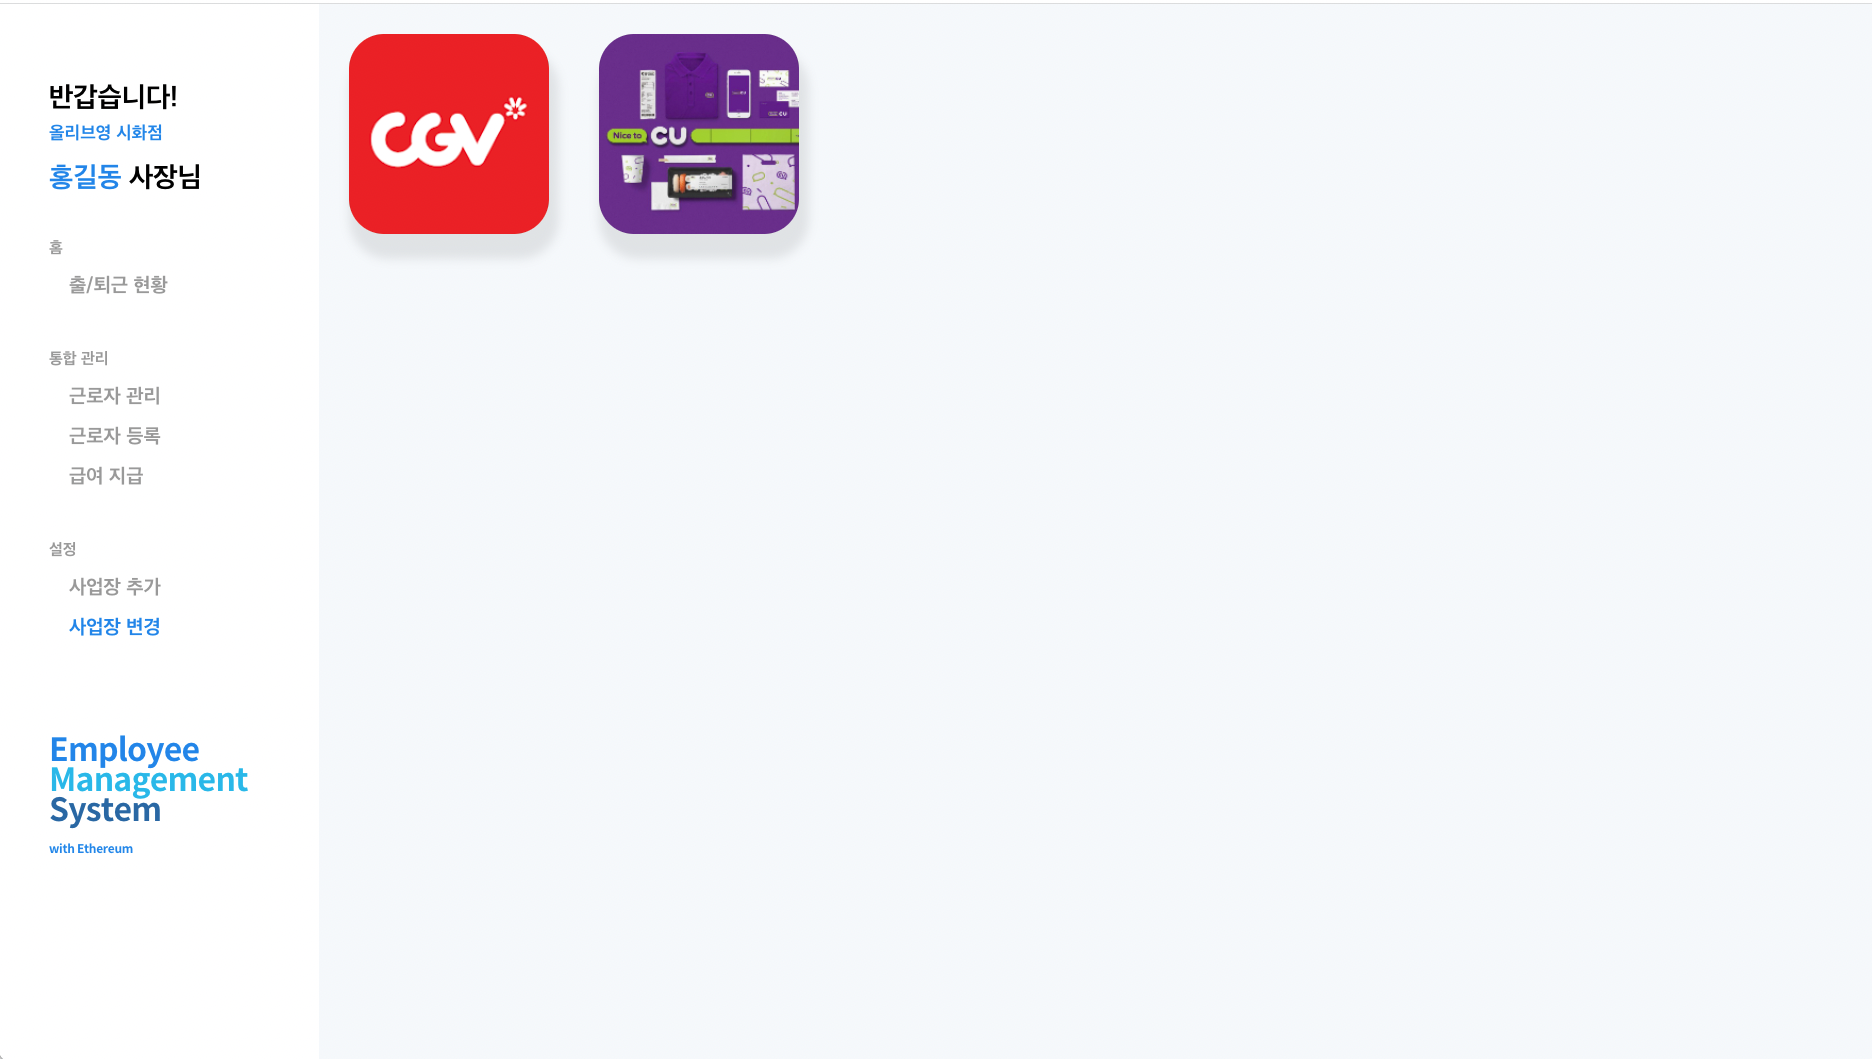 반갑습니다!
올리브영 시화점
홍길동 사장님
홈
출/퇴근 현황
통합 관리
근로자 관리
근로자 등록
급여 지급
설정
사업장 추가
사업장 변경
Employee
Management
System
with Ethereum
CGV
Nice to CU
CU